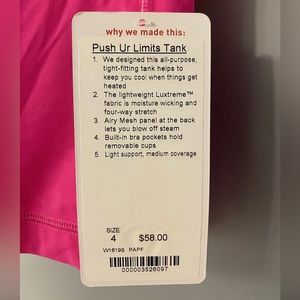 why we made this:
Push Ur Limits Tank
1. We designed this all-purpose,
tight-fitting tank helps to
keep you cool when things get
heated
2. The lightweight Luxtreme™
fabric is moisture wicking and
four-way stretch
3. Airy Mesh panel at the back
lets you blow off steam
4. Built-in bra pockets hold
removable cups
5. Light support, medium coverage
SIZE
4 $58.00
W1619S PAPF
000003526097